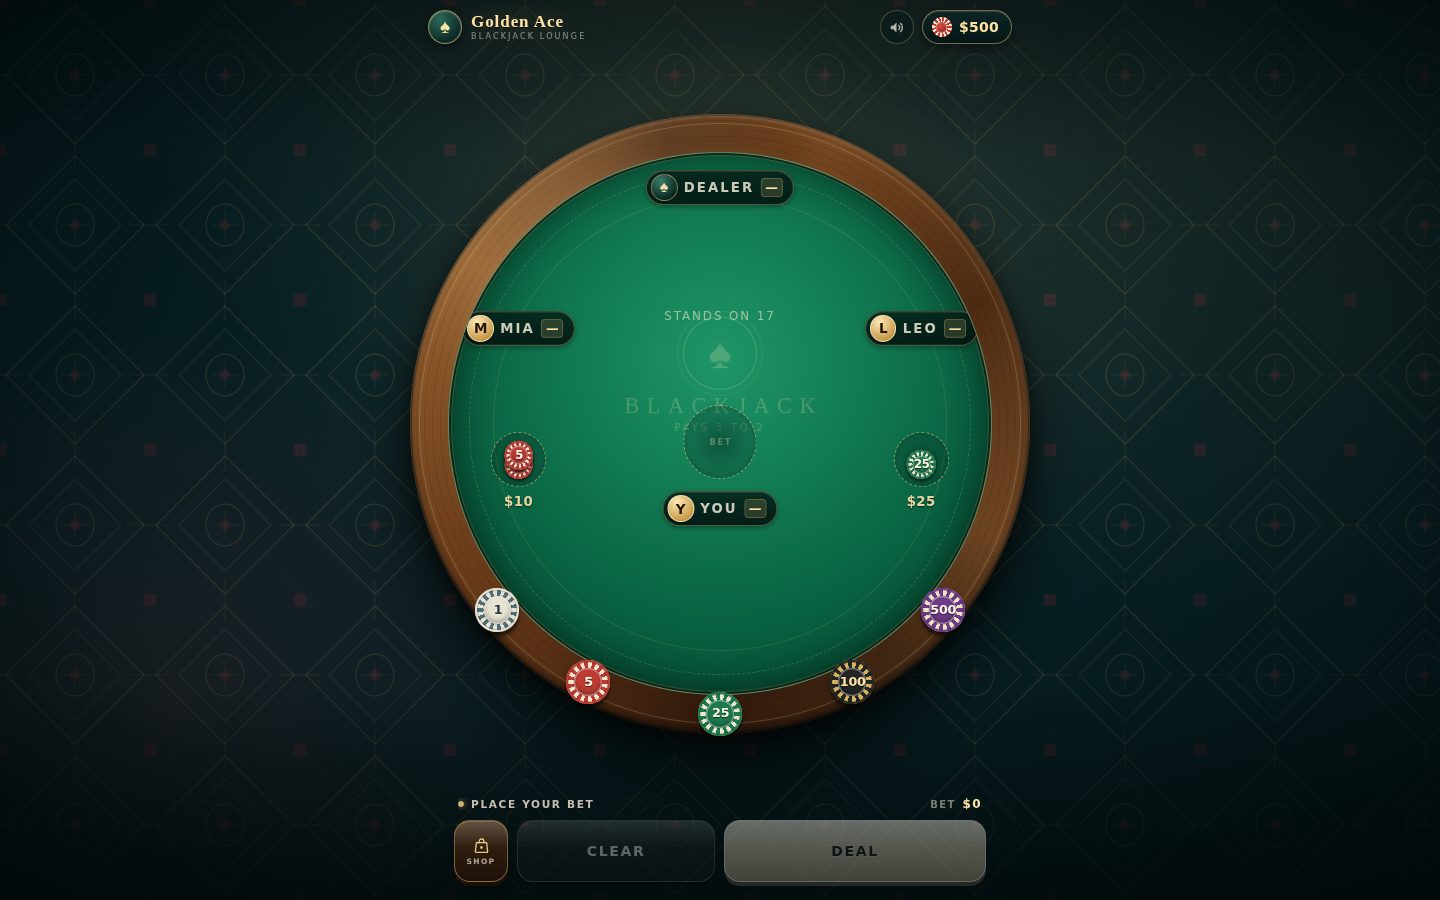 Golden Ace
BLACKJACK LOUNGE
$500
DEALER —
STANDS ON 17
M MIA —
L LEO —
BLACKJACK
PAYS 3 TO 2
BET
5
$10
25
$25
Y YOU —
1
500
5
100
25
PLACE YOUR BET
BET $0
SHOP
CLEAR
DEAL